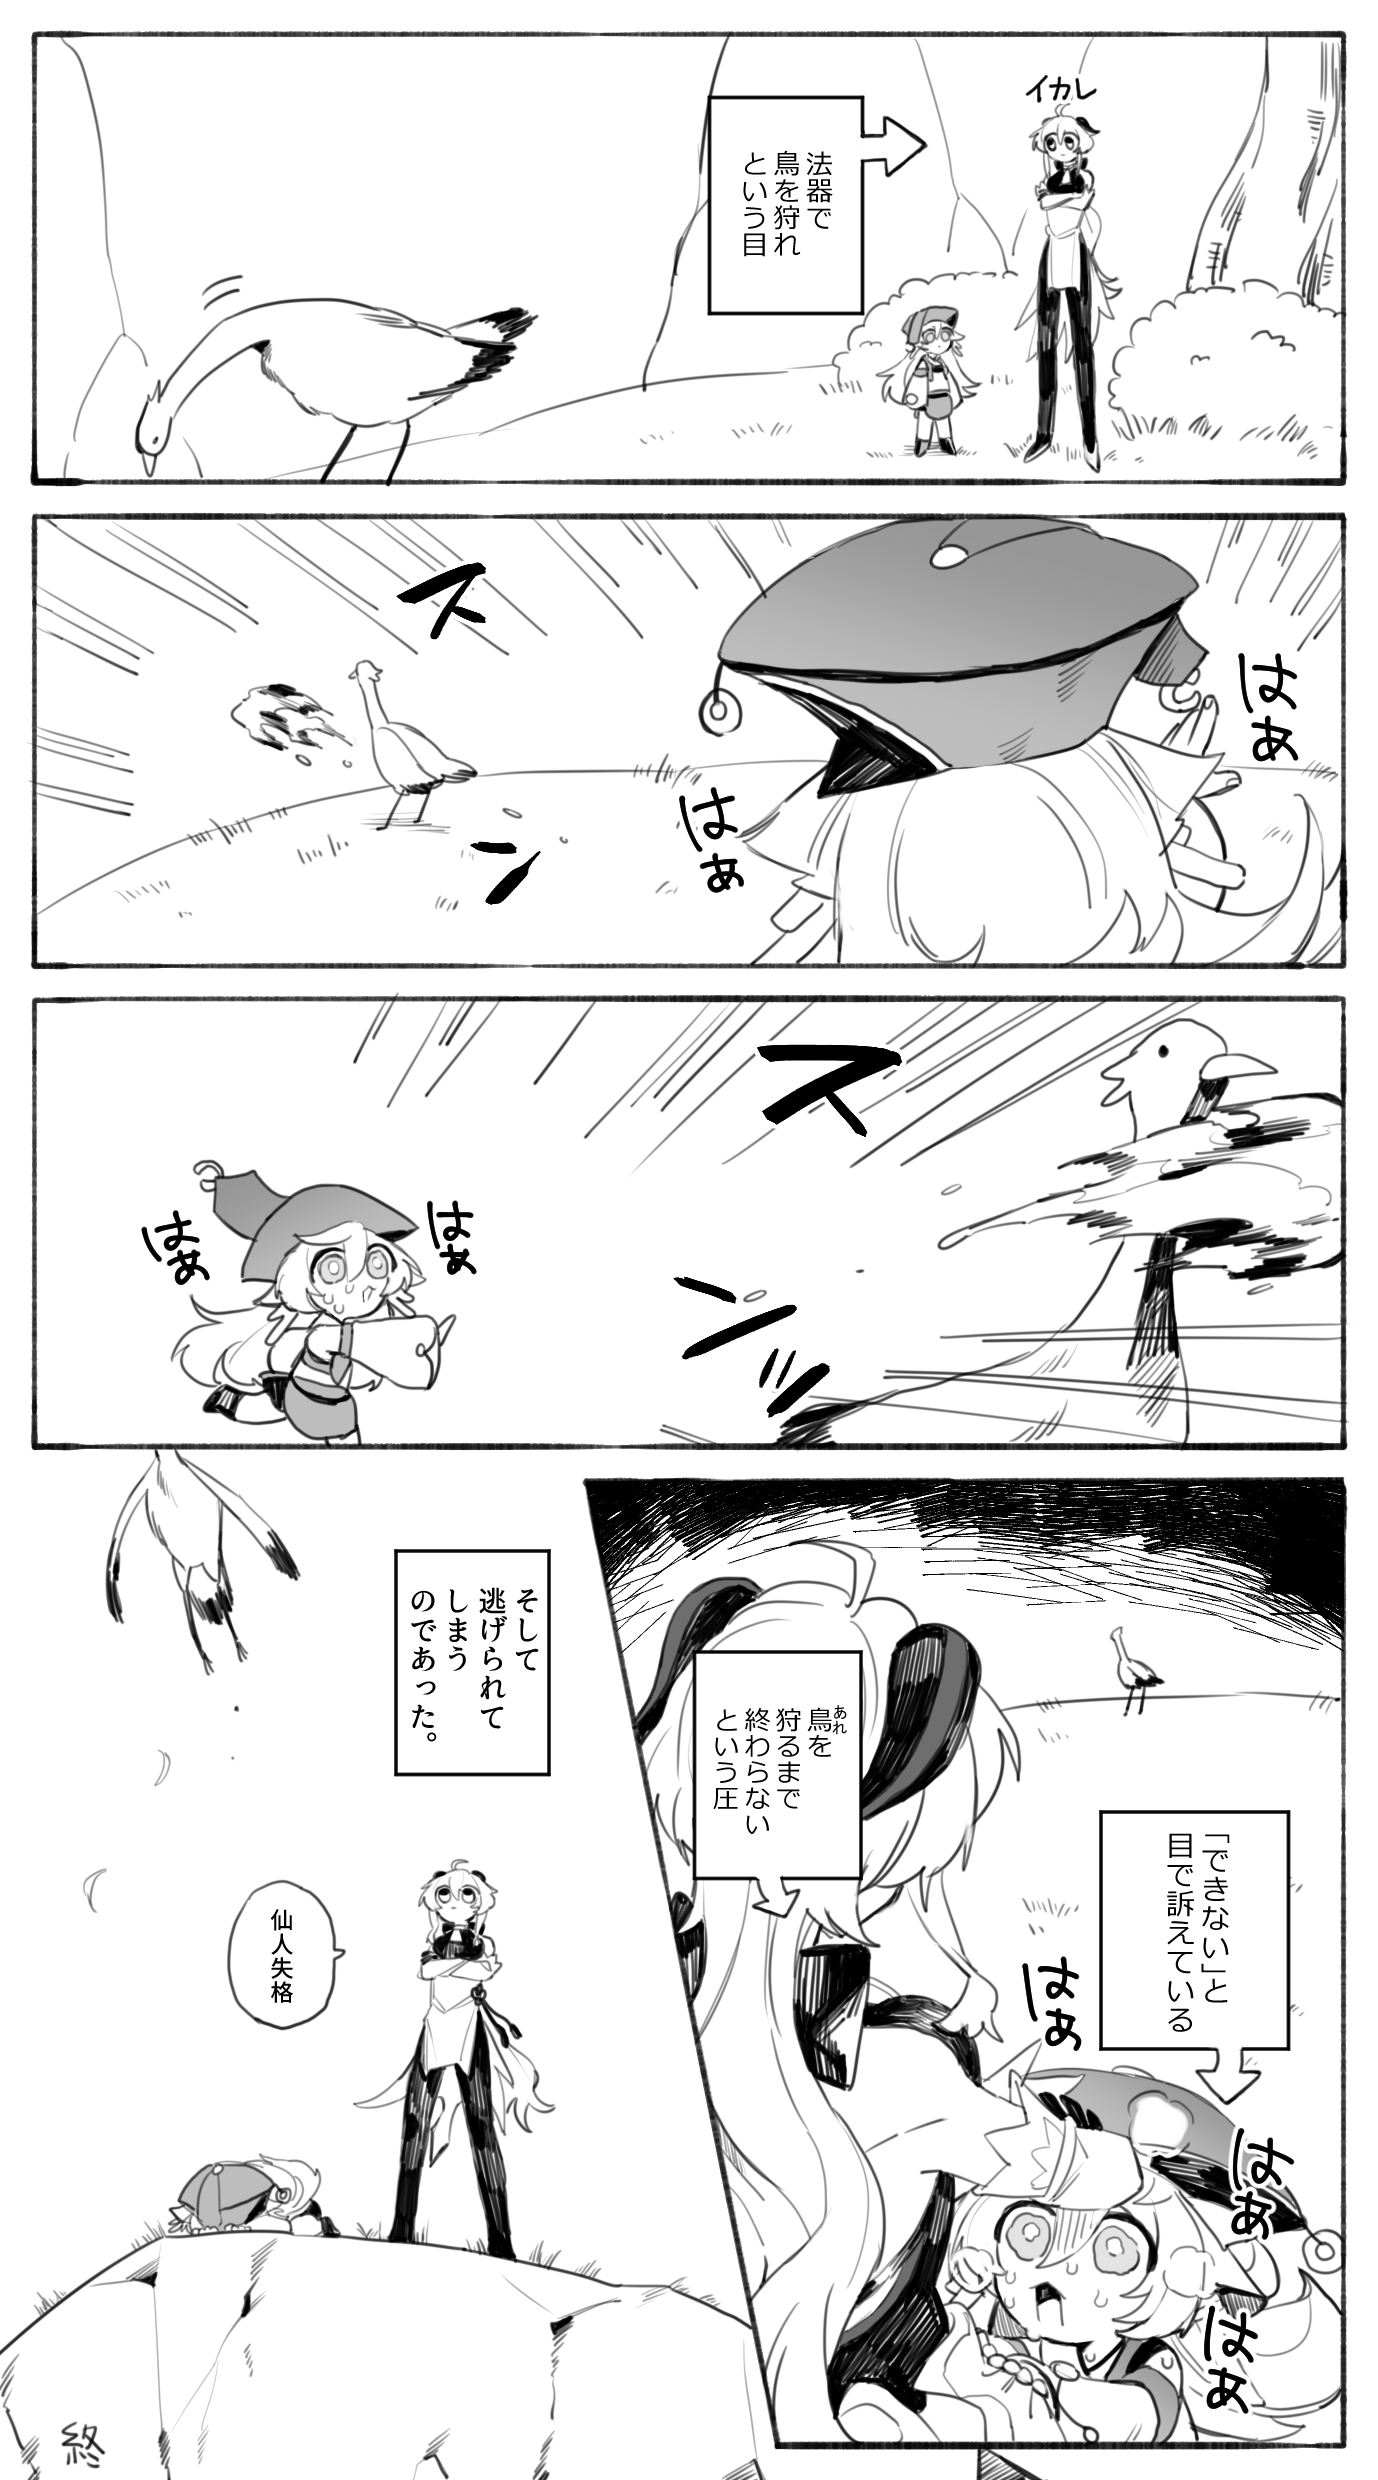 イカレ
法器で
鳥を狩れ
という目
はぁ
スン
はぁ
はぁ
スンッ
はぁ
「できない」と
目で訴えている
鳥を
あれ
狩るまで
終わらない
という圧
はぁ
はぁ
はぁ
そして
逃げられて
しまう
のであった。
仙人失格
終